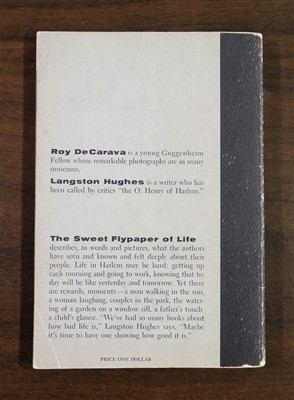 Roy DeCarava is a young Guggenheim
Fellow whose remarkable photographs are in many
museums.
Langston Hughes is a writer who has
been called by critics "the O. Henry of Harlem."
The Sweet Flypaper of Life
describes, in words and pictures, what the authors
have seen and known and felt deeply about their
people. Life in Harlem may be hard: getting up
each morning and going to work, knowing that to-
day will be like yesterday and tomorrow. Yet there
are rewards, moments—a man walking in the sun,
a woman laughing, couples in the park, the water-
ing of a garden on a window sill, a father's touch
a child's glance. "We've had so many books about
how bad life is," Langston Hughes says. "Maybe
it's time to have one showing how good it is."
PRICE ONE DOLLAR